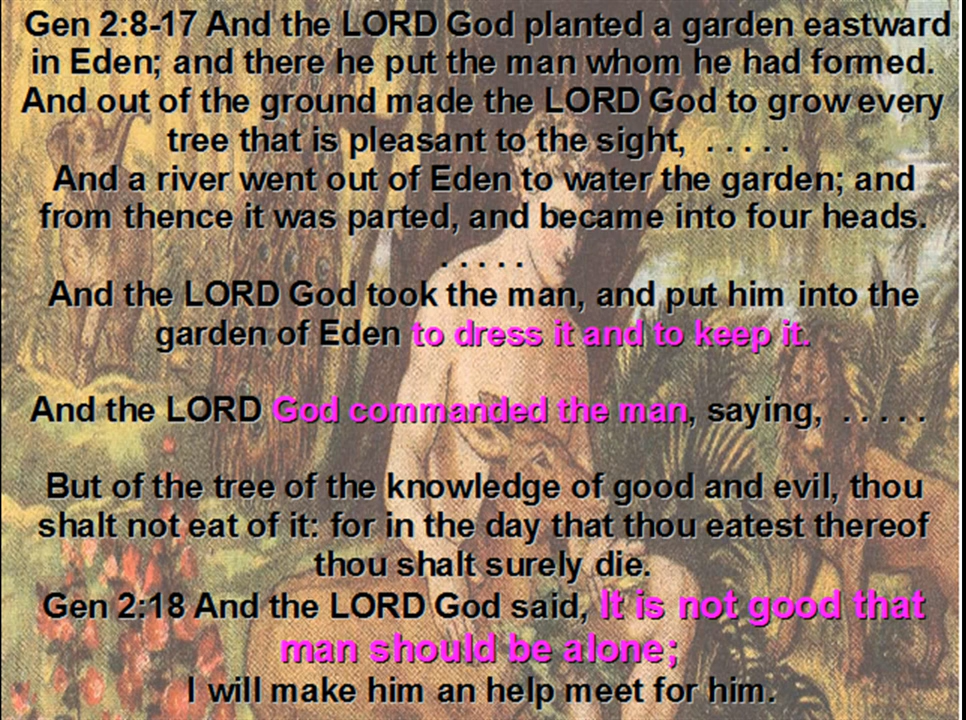 Gen 2:8-17 And the LORD God planted a garden eastward
in Eden; and there he put the man whom he had formed.
And out of the ground made the LORD God to grow every
tree that is pleasant to the sight, . . . . .
And a river went out of Eden to water the garden; and
from thence it was parted, and became into four heads.
. . . . .
And the LORD God took the man, and put him into the
garden of Eden to dress it and to keep it.
And the LORD God commanded the man, saying, . . . . .
But of the tree of the knowledge of good and evil, thou
shalt not eat of it: for in the day that thou eatest thereof
thou shalt surely die.
Gen 2:18 And the LORD God said, It is not good that
man should be alone;
I will make him an help meet for him.